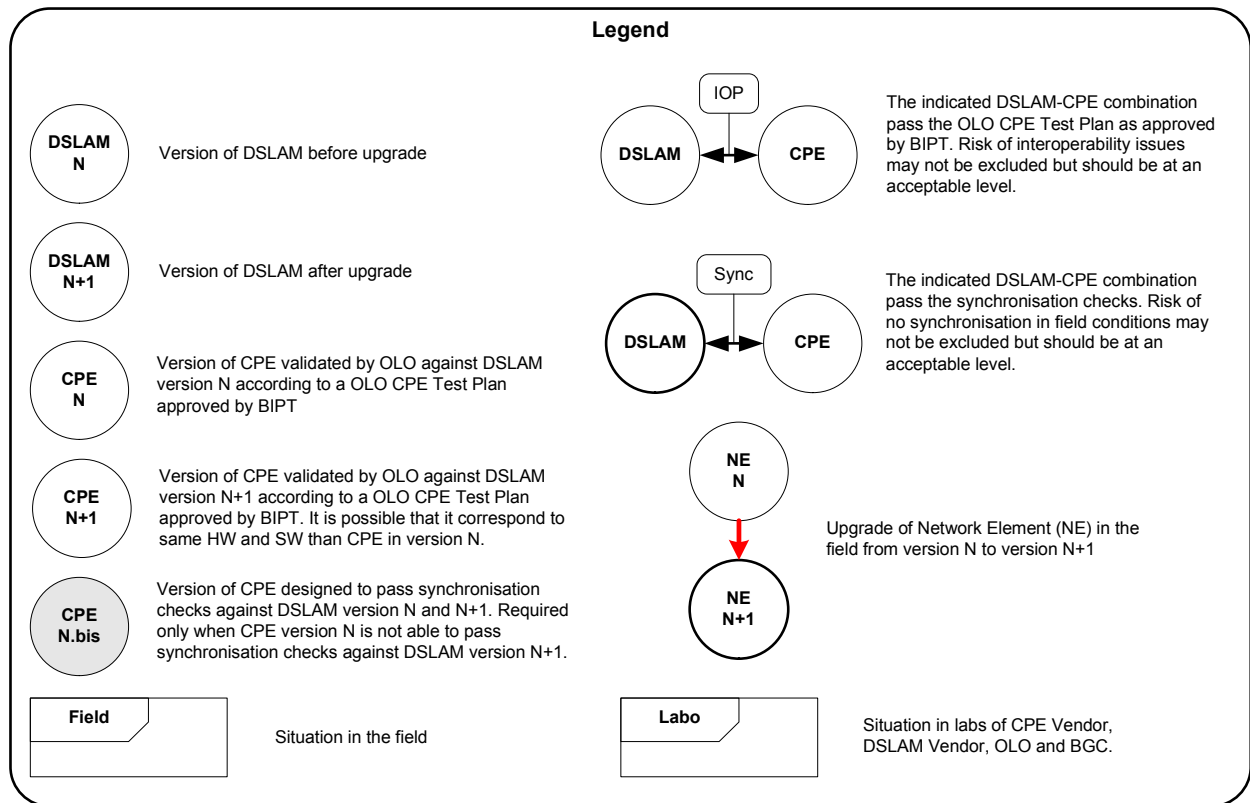 Legend
DSLAM
N
Version of DSLAM before upgrade
DSLAM
N+1
Version of DSLAM after upgrade
CPE
N
Version of CPE validated by OLO against DSLAM
version N according to a OLO CPE Test Plan
approved by BIPT
CPE
N+1
Version of CPE validated by OLO against DSLAM
version N+1 according to a OLO CPE Test Plan
approved by BIPT. It is possible that it correspond to
same HW and SW than CPE in version N.
CPE
N.bis
Version of CPE designed to pass synchronisation
checks against DSLAM version N and N+1. Required
only when CPE version N is not able to pass
synchronisation checks against DSLAM version N+1.
Field
Situation in the field
IOP
DSLAM
CPE
The indicated DSLAM-CPE combination
pass the OLO CPE Test Plan as approved
by BIPT. Risk of interoperability issues
may not be excluded but should be at an
acceptable level.
Sync
DSLAM
CPE
The indicated DSLAM-CPE combination
pass the synchronisation checks. Risk of
no synchronisation in field conditions may
not be excluded but should be at an
acceptable level.
NE
N
Upgrade of Network Element (NE) in the
field from version N to version N+1
NE
N+1
Labo
Situation in labs of CPE Vendor,
DSLAM Vendor, OLO and BGC.